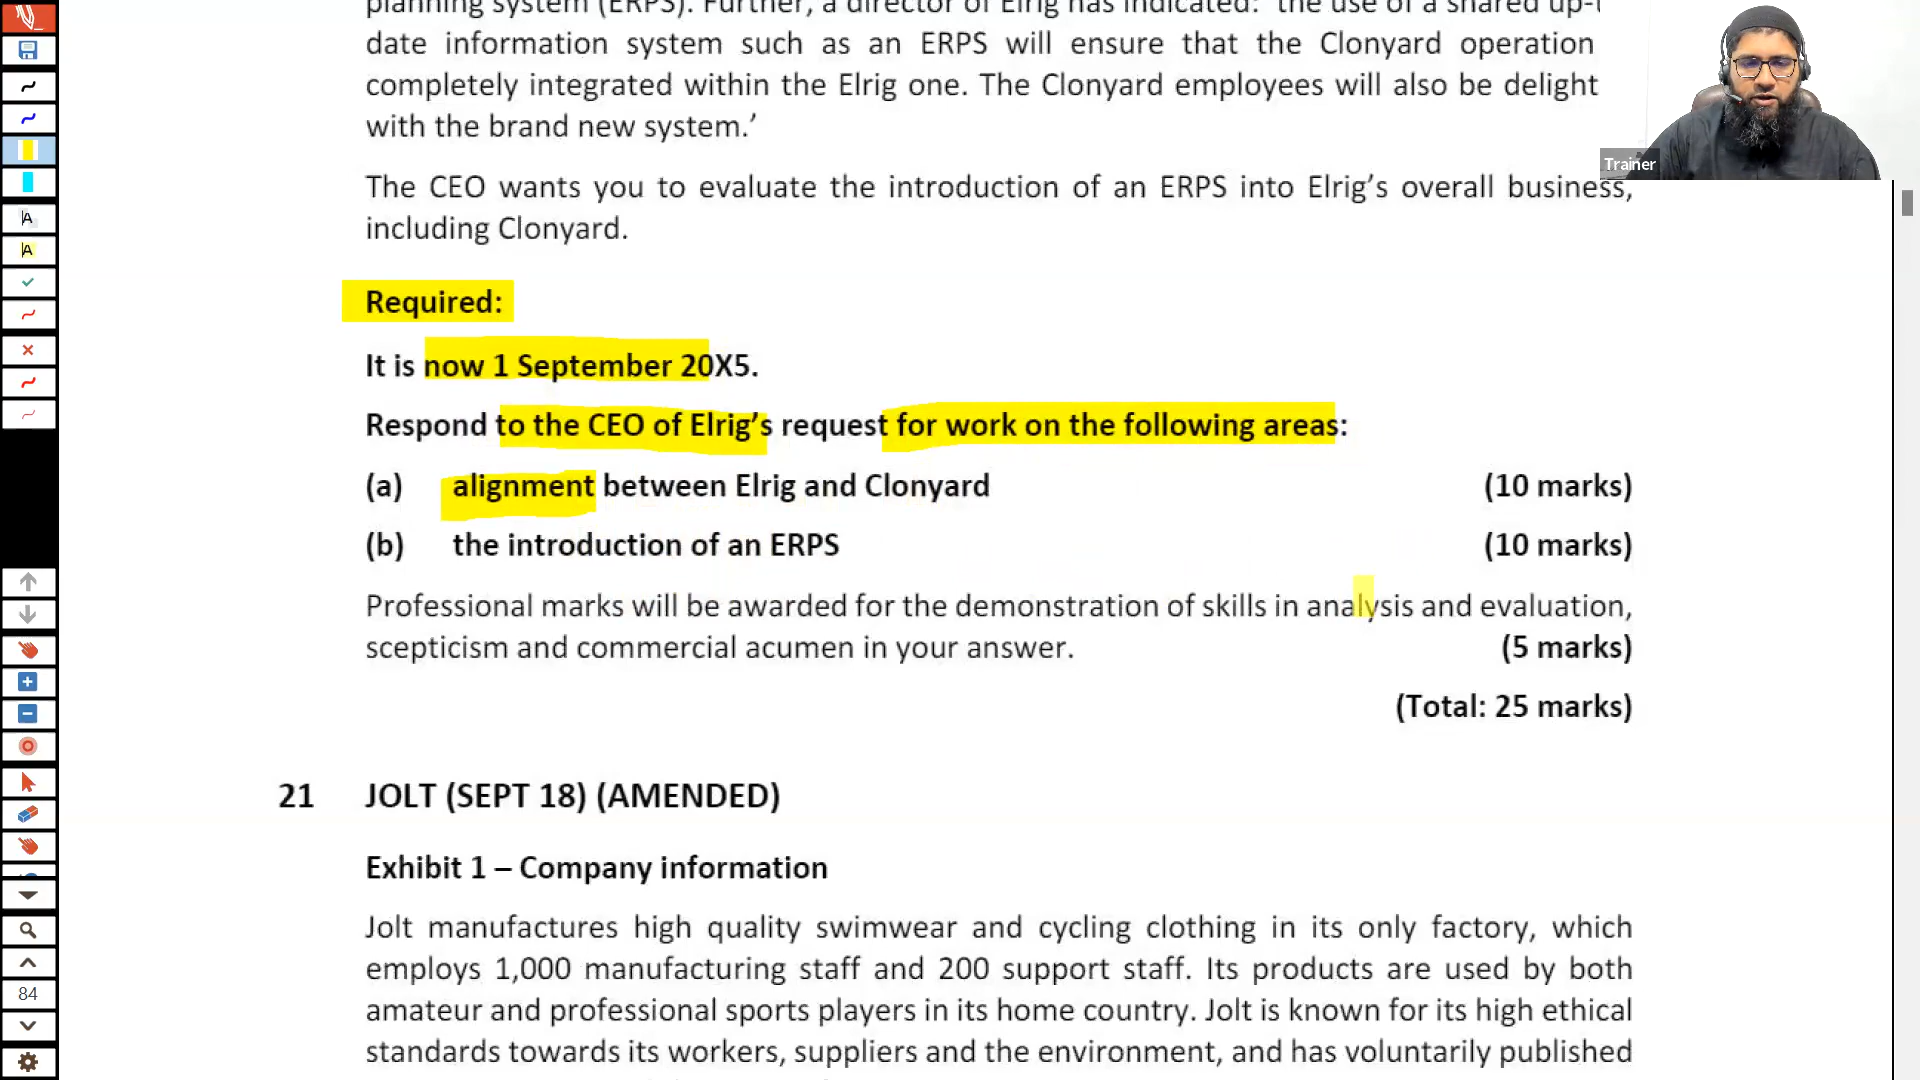 date information system such as an ERPS will ensure that the Clonyard operation
completely integrated within the Elrig one. The Clonyard employees will also be delight
with the brand new system.’
Trainer
The CEO wants you to evaluate the introduction of an ERPS into Elrig’s overall business,
including Clonyard.
Required:
It is now 1 September 20X5.
Respond to the CEO of Elrig’s request for work on the following areas:
(a) alignment between Elrig and Clonyard (10 marks)
(b) the introduction of an ERPS (10 marks)
Professional marks will be awarded for the demonstration of skills in analysis and evaluation,
scepticism and commercial acumen in your answer. (5 marks)
(Total: 25 marks)
21 JOLT (SEPT 18) (AMENDED)
Exhibit 1 – Company information
Jolt manufactures high quality swimwear and cycling clothing in its only factory, which
employs 1,000 manufacturing staff and 200 support staff. Its products are used by both
84
amateur and professional sports players in its home country. Jolt is known for its high ethical
standards towards its workers, suppliers and the environment, and has voluntarily published